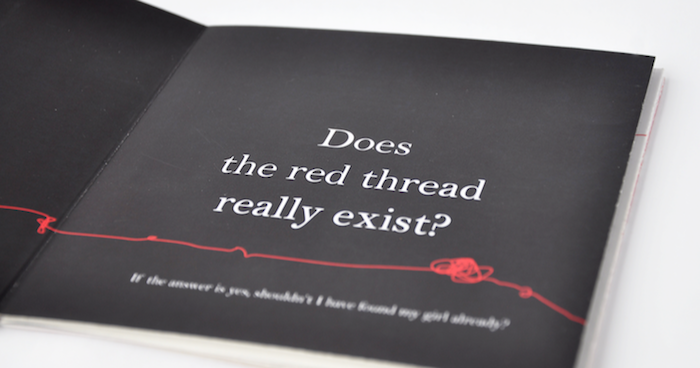 Does
the red thread
really exist?
If the answer is yes, shouldn't I have found my girl already?